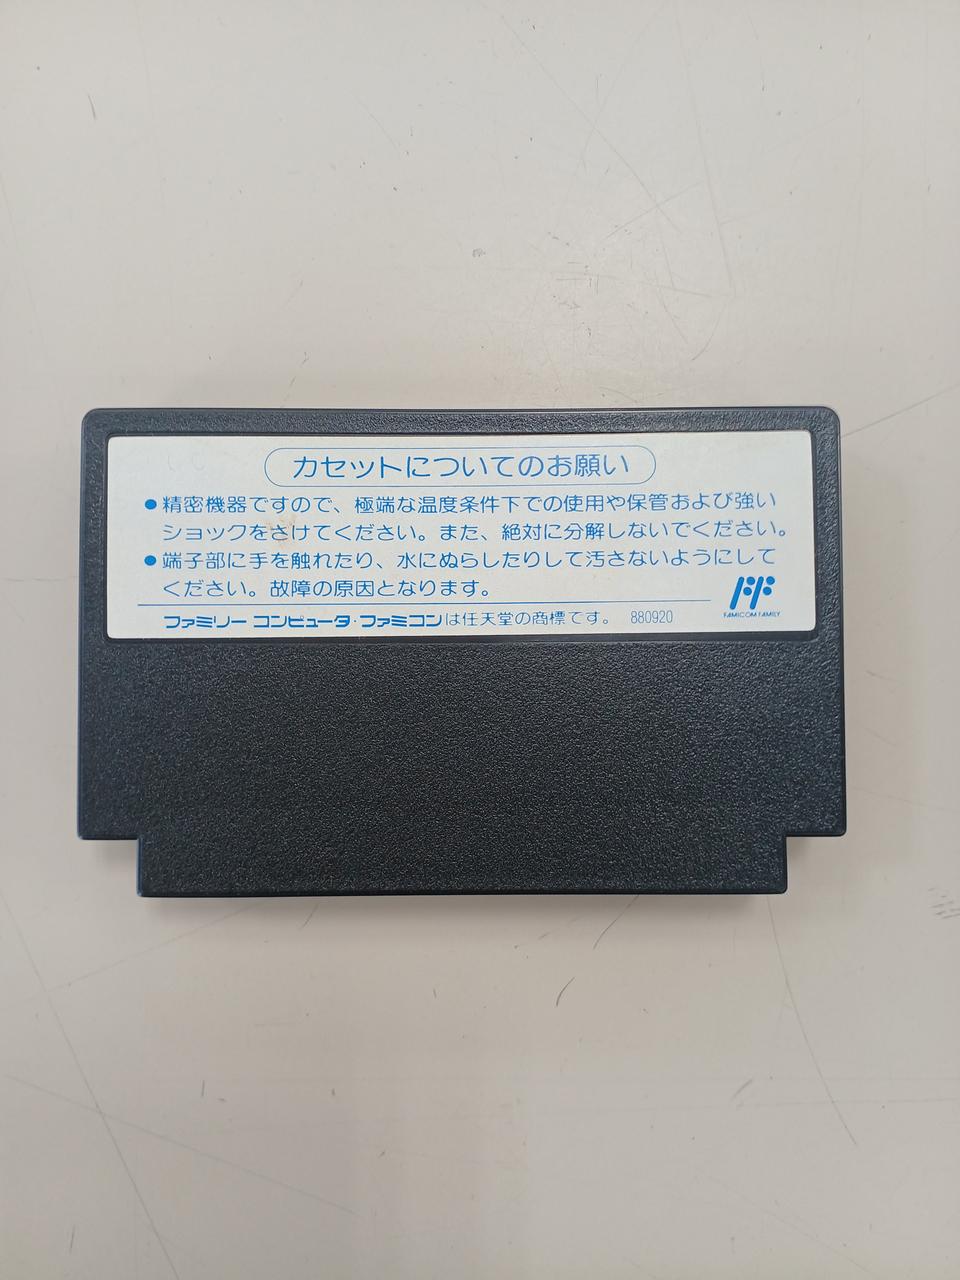 カセットについてのお願い
●精密機器ですので、極端な温度条件下での使用や保管および強い
ショックをさけてください。また、絶対に分解しないでください。
●端子部に手を触れたり、水にぬらしたりして汚さないようにして
ください。故障の原因となります。
FAMICOM FAMILY
ファミリー コンピュータ・ファミコンは任天堂の商標です。 880920